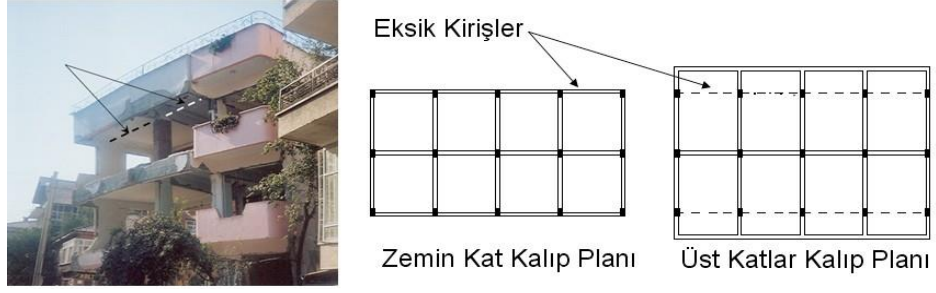 Eksik Kirişler
Zemin Kat Kalıp Planı
Üst Katlar Kalıp Planı